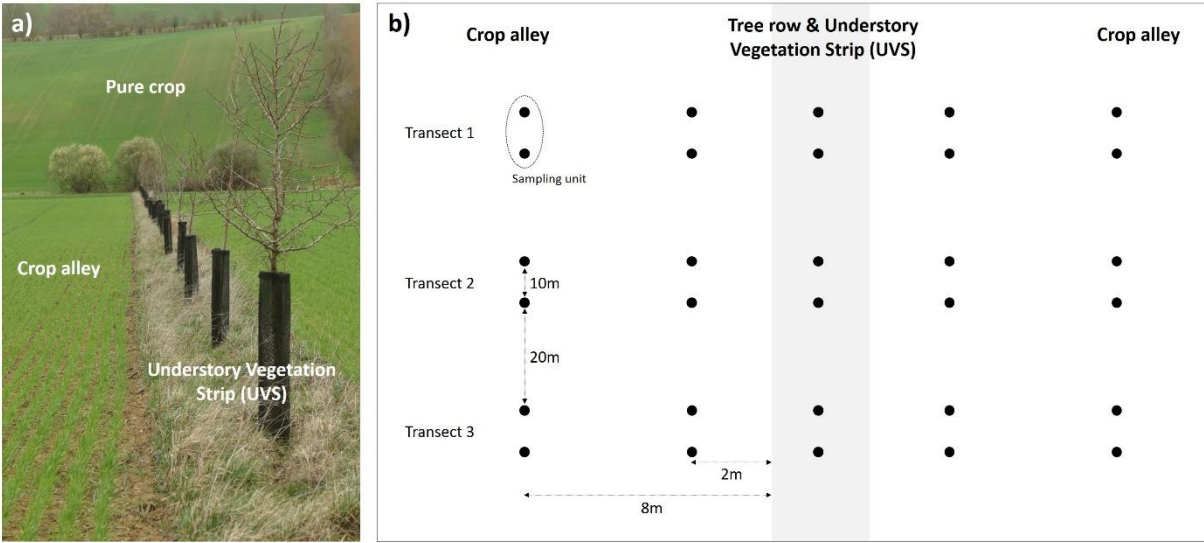 a)
Pure crop
Crop alley
Understory Vegetation
Strip (UVS)
b)
Crop alley
Tree row & Understory
Vegetation Strip (UVS)
Crop alley
Transect 1
Sampling unit
Transect 2
10m
20m
Transect 3
2m
8m